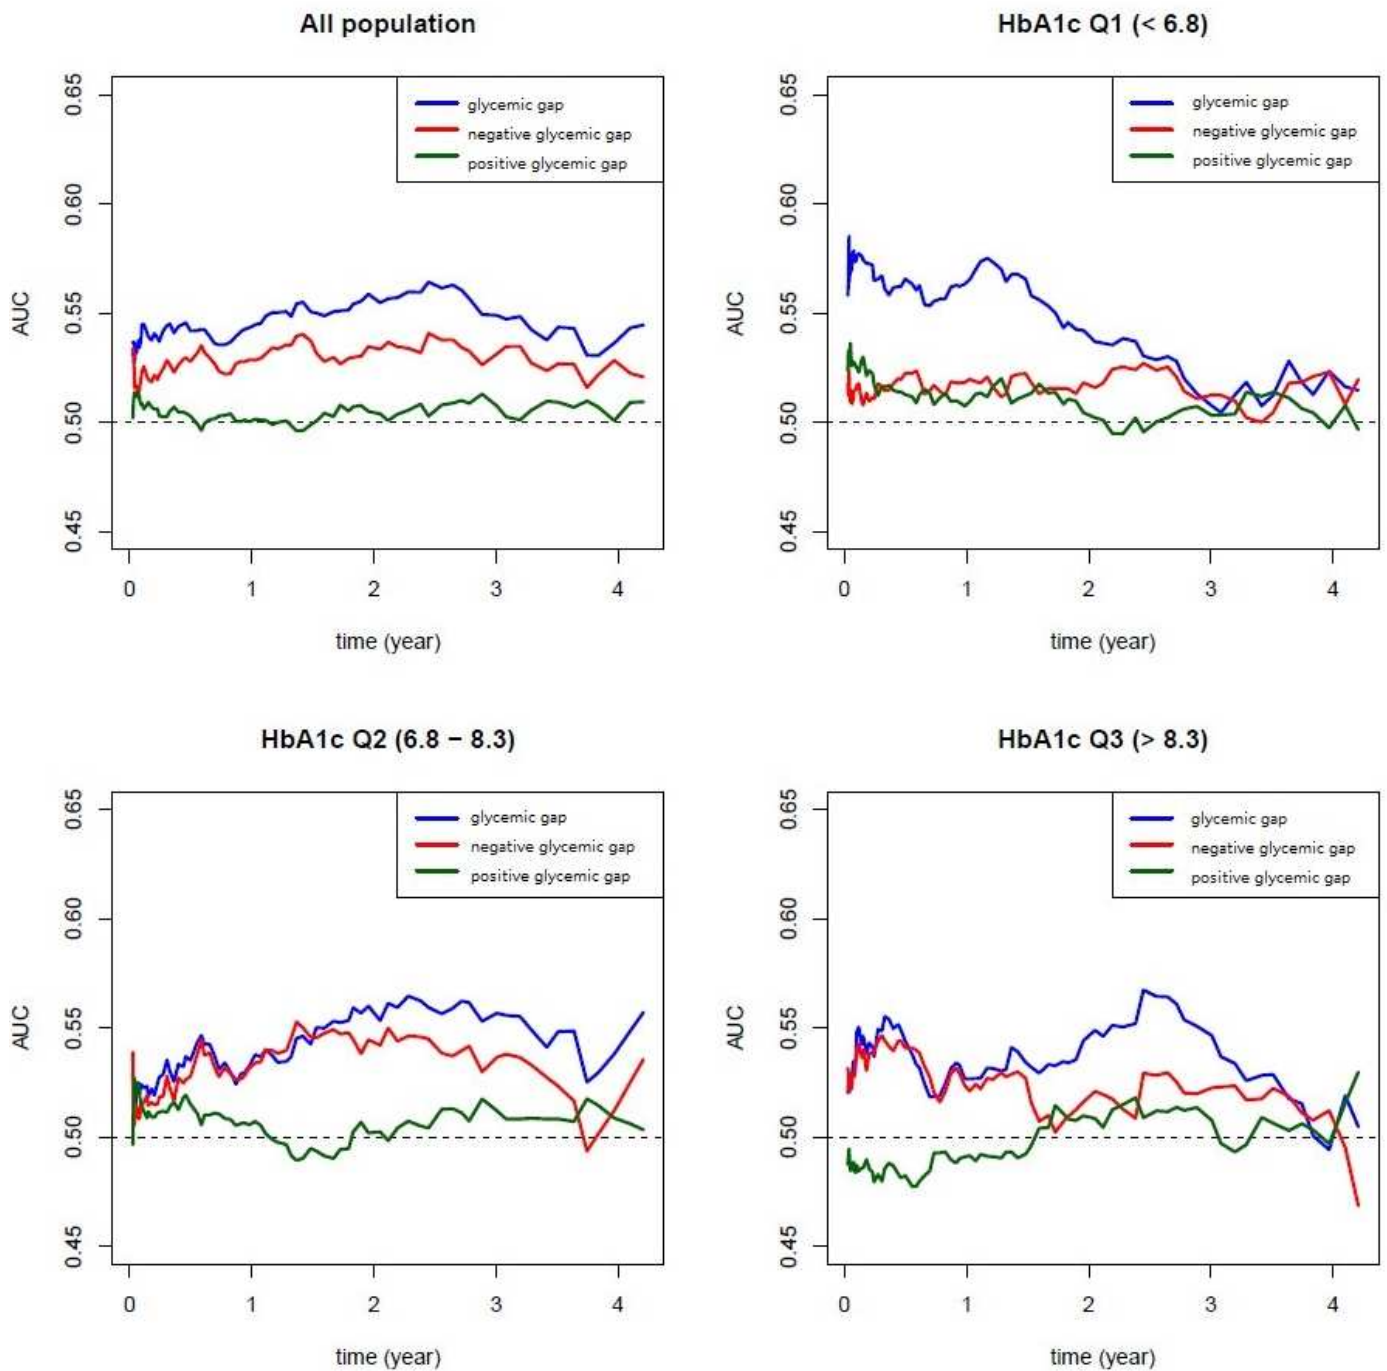 All population
0.65
0.60
0.55
0.50
0.45
AUC
glycemic gap
negative glycemic gap
positive glycemic gap
0 1 2 3 4
time (year)
HbA1c Q1 (< 6.8)
0.65
0.60
0.55
0.50
0.45
AUC
glycemic gap
negative glycemic gap
positive glycemic gap
0 1 2 3 4
time (year)
HbA1c Q2 (6.8 − 8.3)
0.65
0.60
0.55
0.50
0.45
AUC
glycemic gap
negative glycemic gap
positive glycemic gap
0 1 2 3 4
time (year)
HbA1c Q3 (> 8.3)
0.65
0.60
0.55
0.50
0.45
AUC
glycemic gap
negative glycemic gap
positive glycemic gap
0 1 2 3 4
time (year)